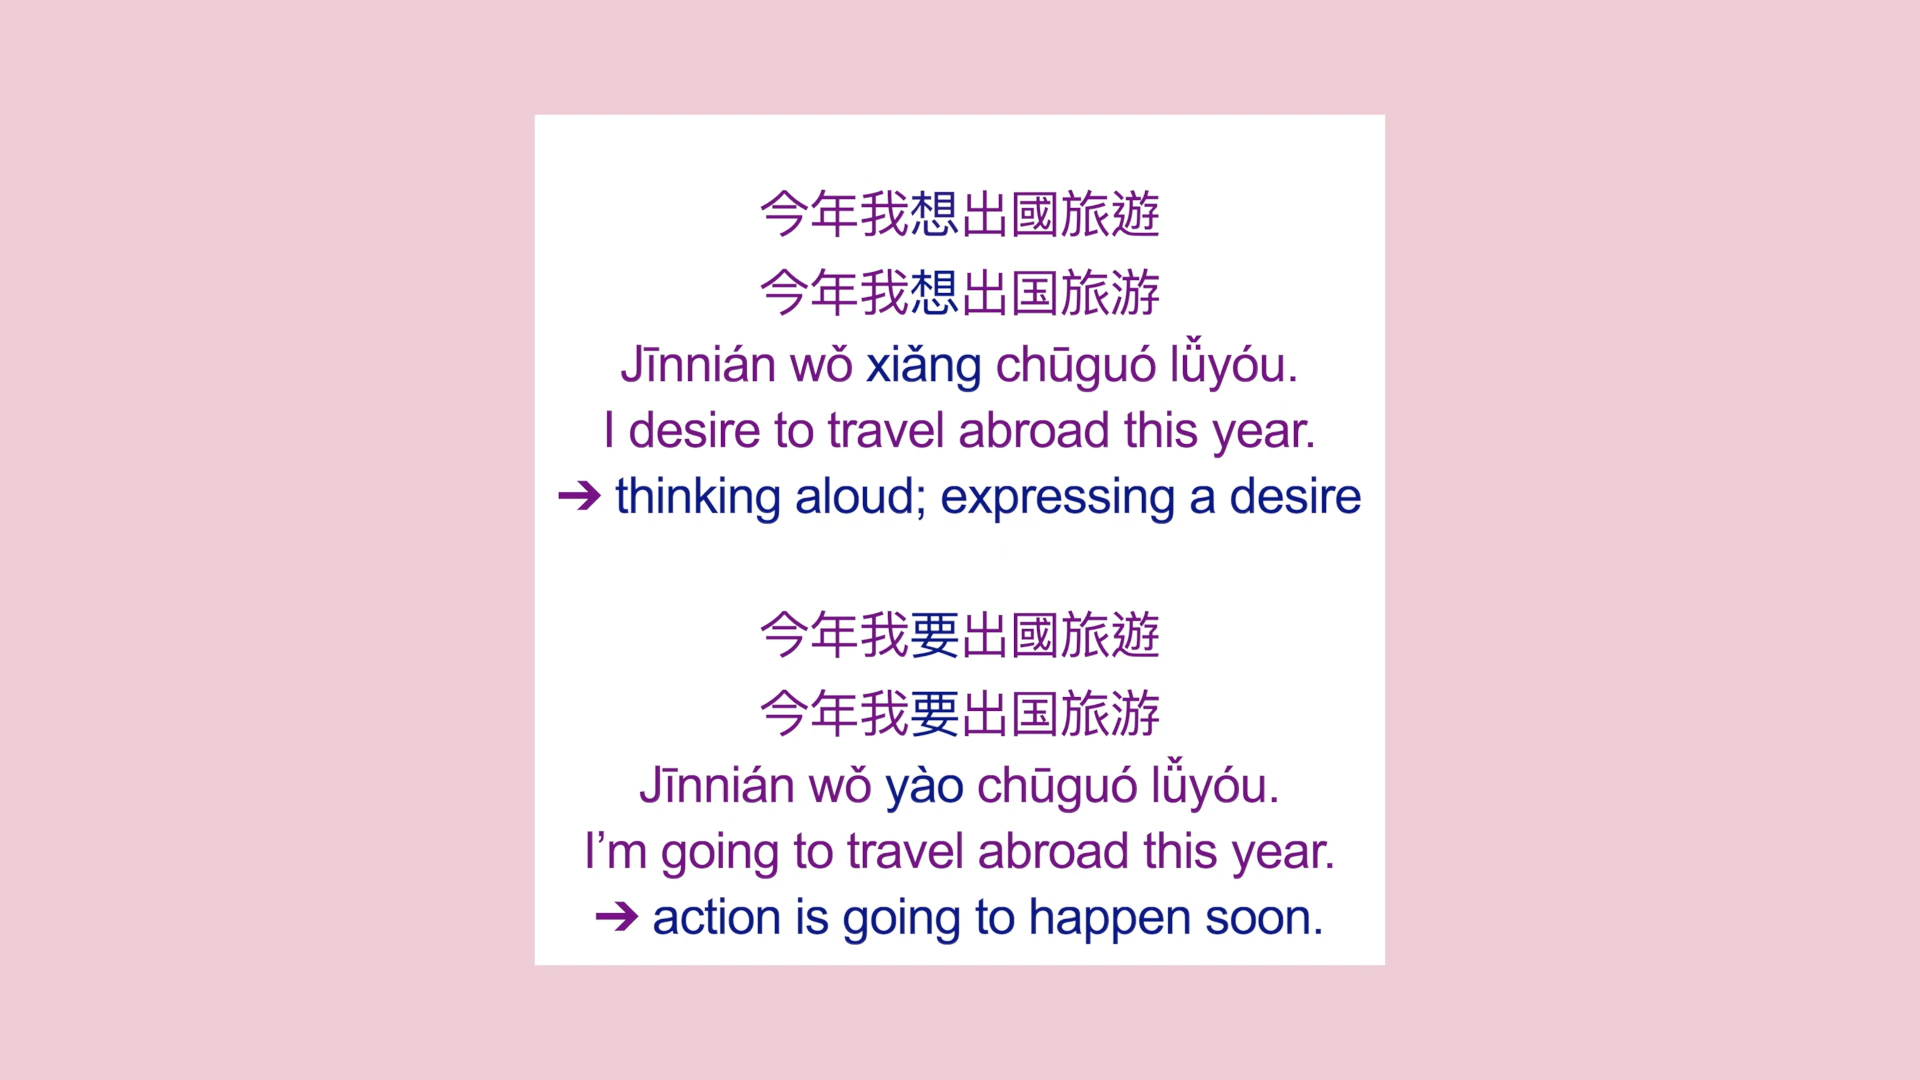 今年我想出國旅遊
今年我想出国旅游
Jīnnián wǒ xiǎng chūguó lǚyóu.
I desire to travel abroad this year.
➔ thinking aloud; expressing a desire
今年我要出國旅遊
今年我要出国旅游
Jīnnián wǒ yào chūguó lǚyóu.
I’m going to travel abroad this year.
➔ action is going to happen soon.